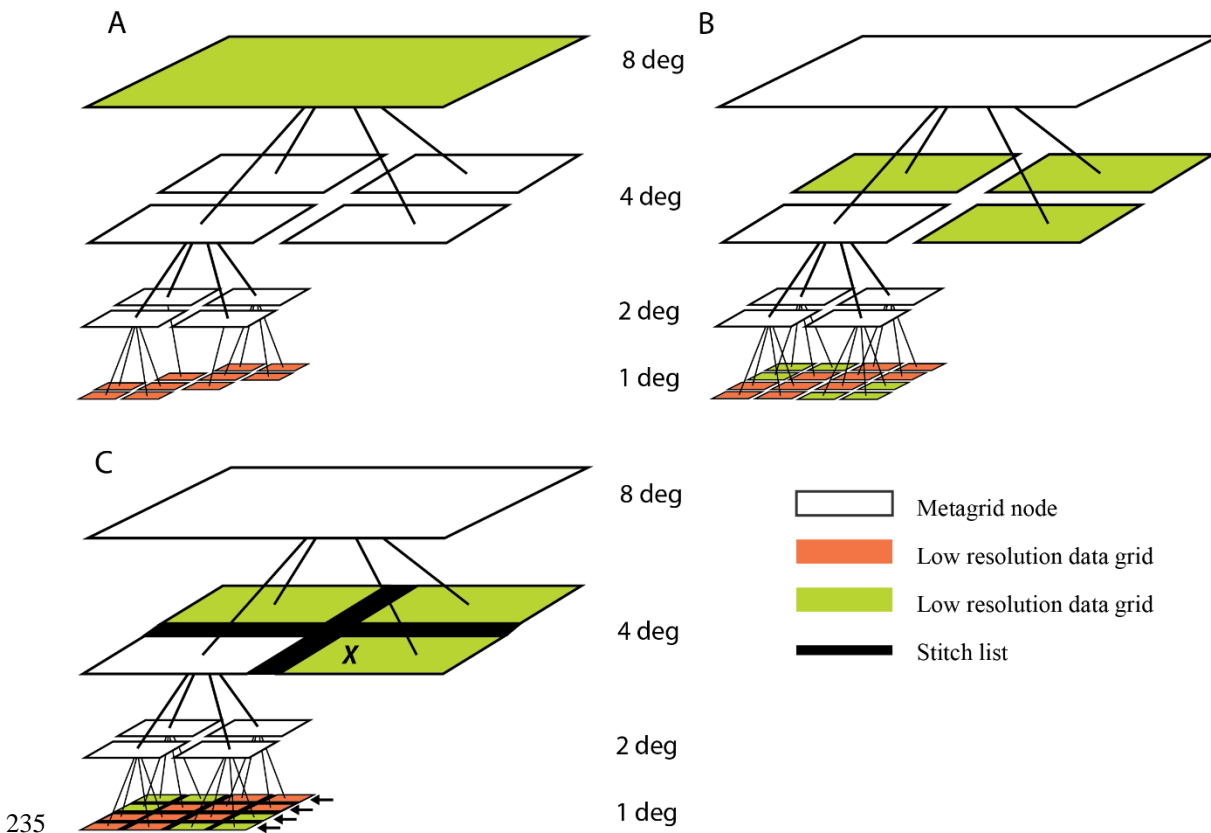 A
B
8 deg
4 deg
2 deg
1 deg
C
8 deg
4 deg
X
2 deg
1 deg
Metagrid node
Low resolution data grid
Low resolution data grid
Stitch list
235